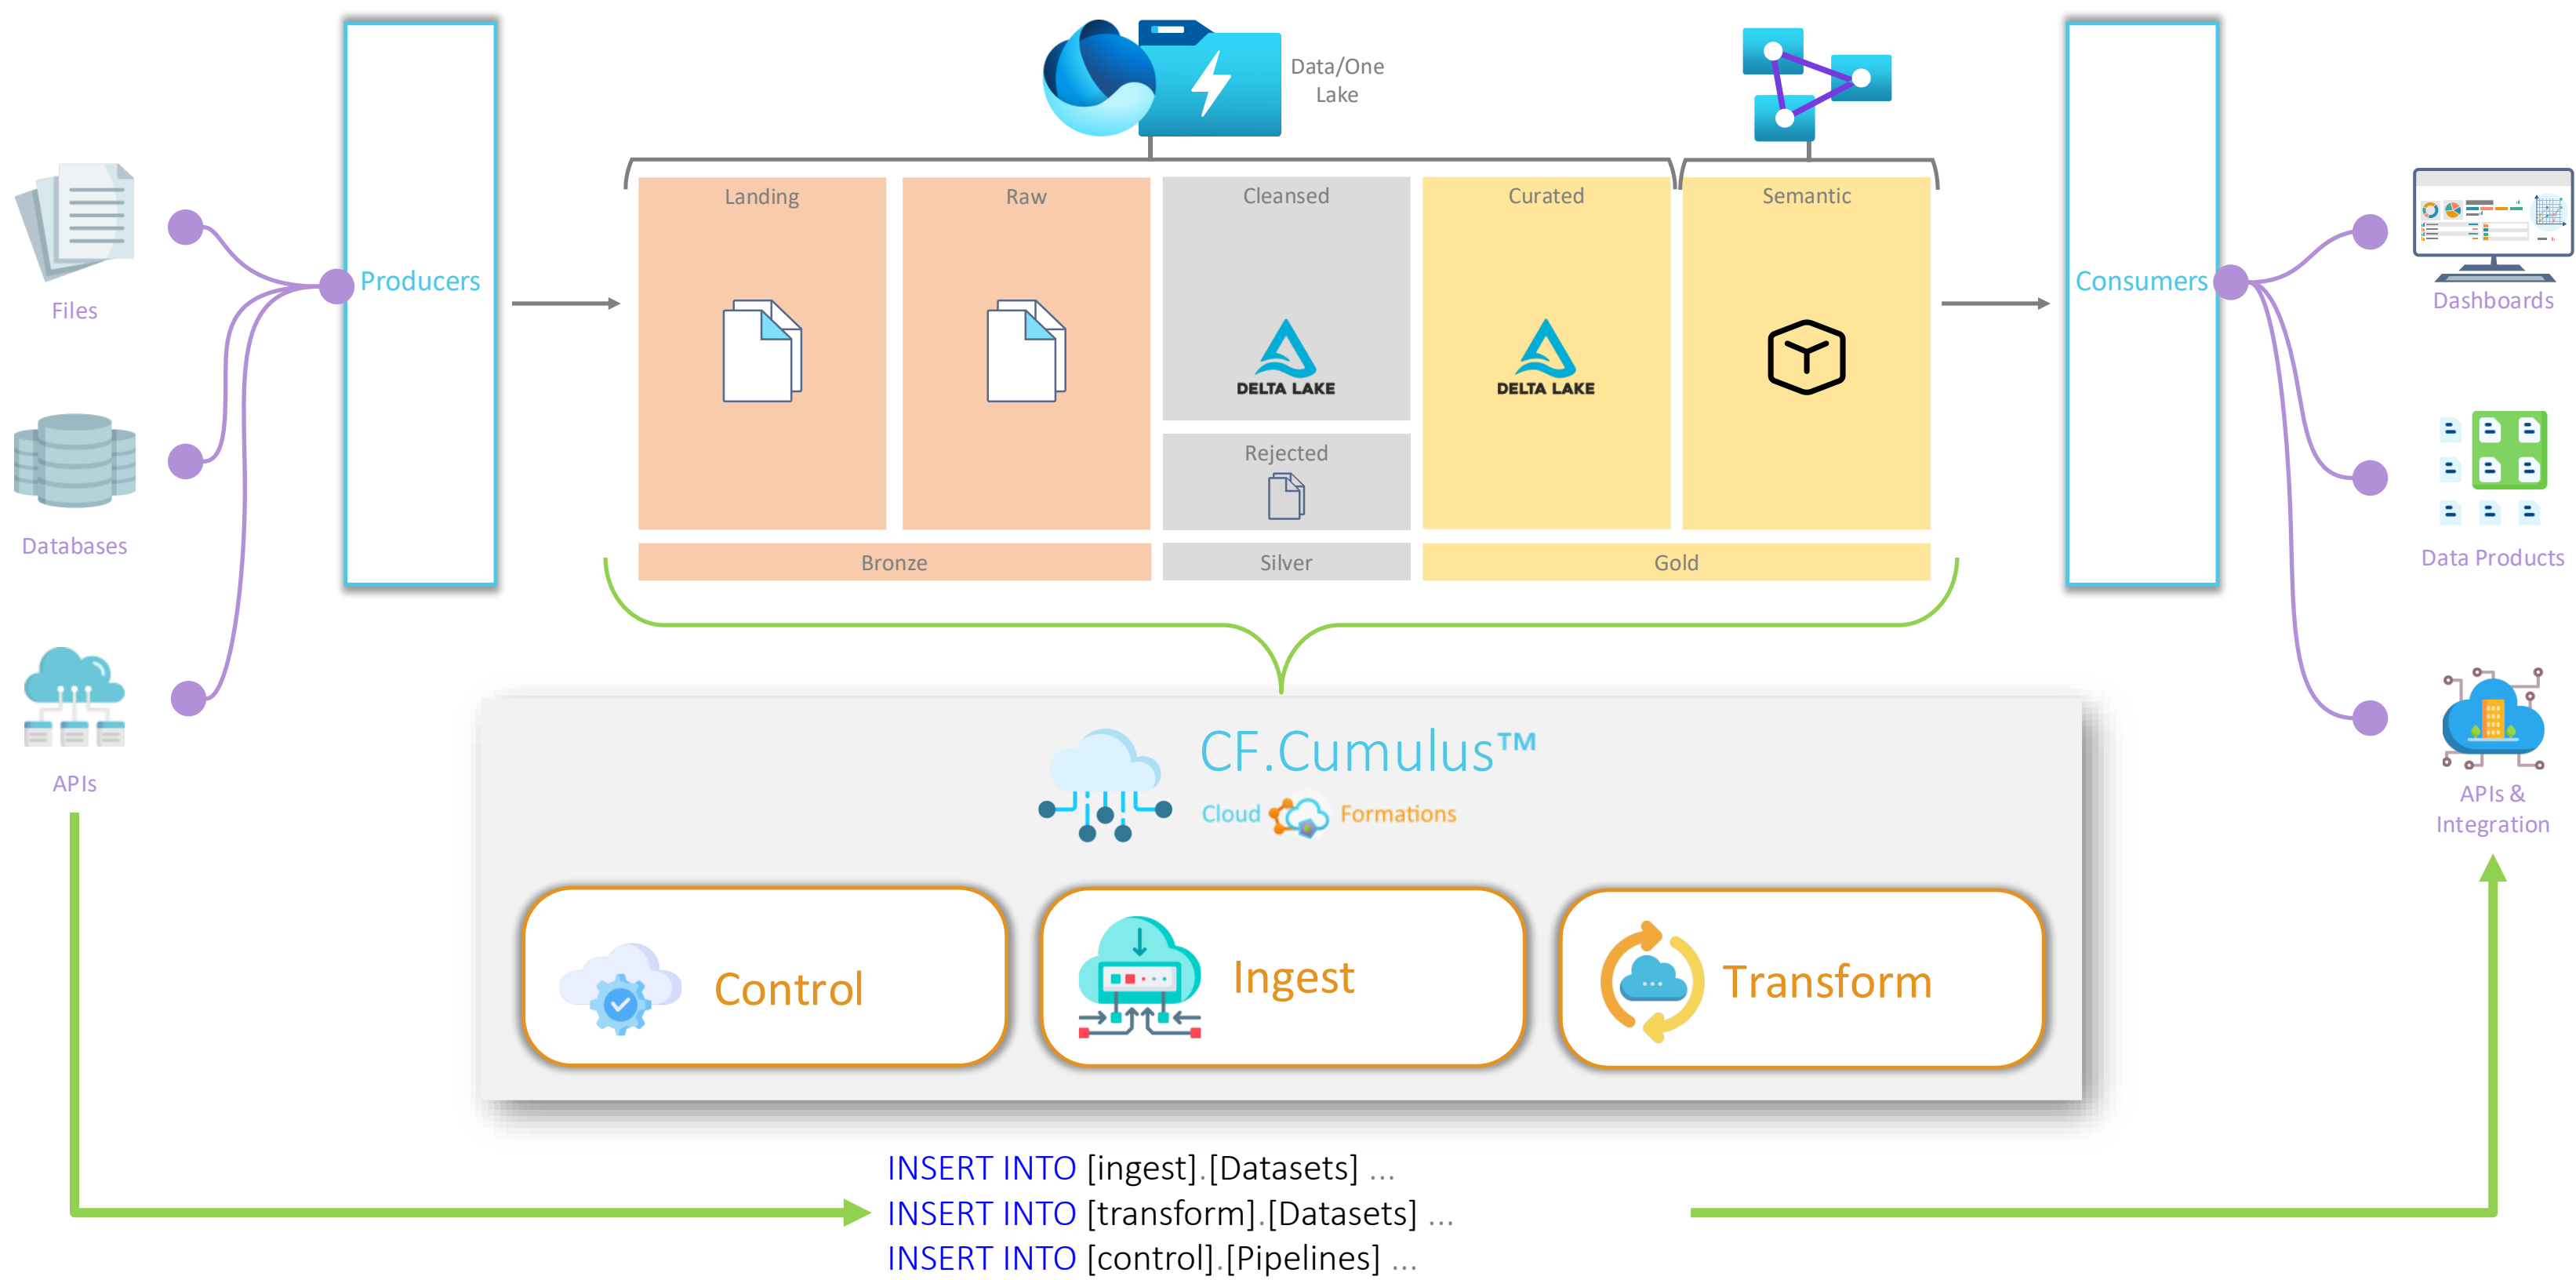 Data/One
Lake
Landing
Raw
Cleansed
Curated
Semantic
Producers
Consumers
Files
Dashboards
DELTA LAKE
DELTA LAKE
Rejected
Databases
Data Products
Bronze
Silver
Gold
CF.Cumulus™
Cloud Formations
APIs
APIs &
Integration
Control
Ingest
Transform
INSERT INTO [ingest].[Datasets] ...
INSERT INTO [transform].[Datasets] ...
INSERT INTO [control].[Pipelines] ...